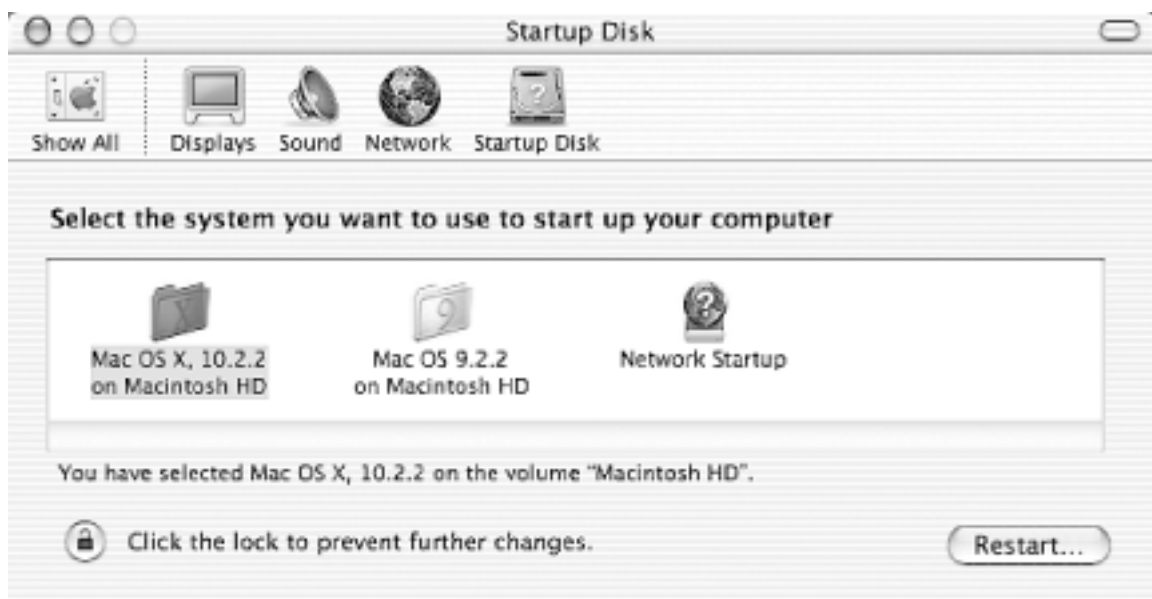 Startup Disk
Show All Displays Sound Network Startup Disk
Select the system you want to use to start up your computer
X 9
Mac OS X, 10.2.2 Mac OS 9.2.2 Network Startup
on Macintosh HD on Macintosh HD
You have selected Mac OS X, 10.2.2 on the volume “Macintosh HD”.
Click the lock to prevent further changes.
Restart...